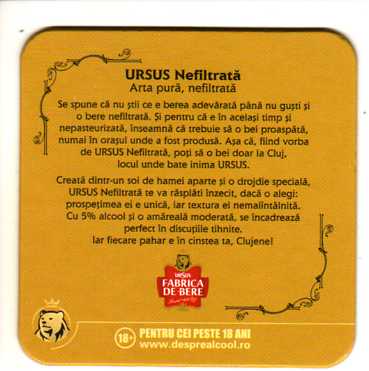 URSUS Nefiltrată
Arta pură, nefiltrată
Se spune că nu știi ce e berea adevărată până nu guști și
o bere nefiltrată. Și pentru că e în același timp și
nepasteurizată, înseamnă că trebuie să o bei proaspătă,
numai în orașul unde a fost produsă. Așa că, fiind vorba
de URSUS Nefiltrată, poți să o bei doar la Cluj,
locul unde bate inima URSUS.
Creată dintr-un soi de hamei aparte și o drojdie specială,
URSUS Nefiltrată te va răsplăti înzecit, dacă o alegi:
prospețimea ei e unică, iar textura ei nemaiîntâlnită.
Cu 5% alcool și o amăreală moderată, se încadrează
perfect în discuțiile tihnite.
Iar fiecare pahar e în cinstea ta, Clujene!
URSUS
FABRICA
DE BERE
18+ PENTRU CEI PESTE 18 ANI
www.desprealcool.ro